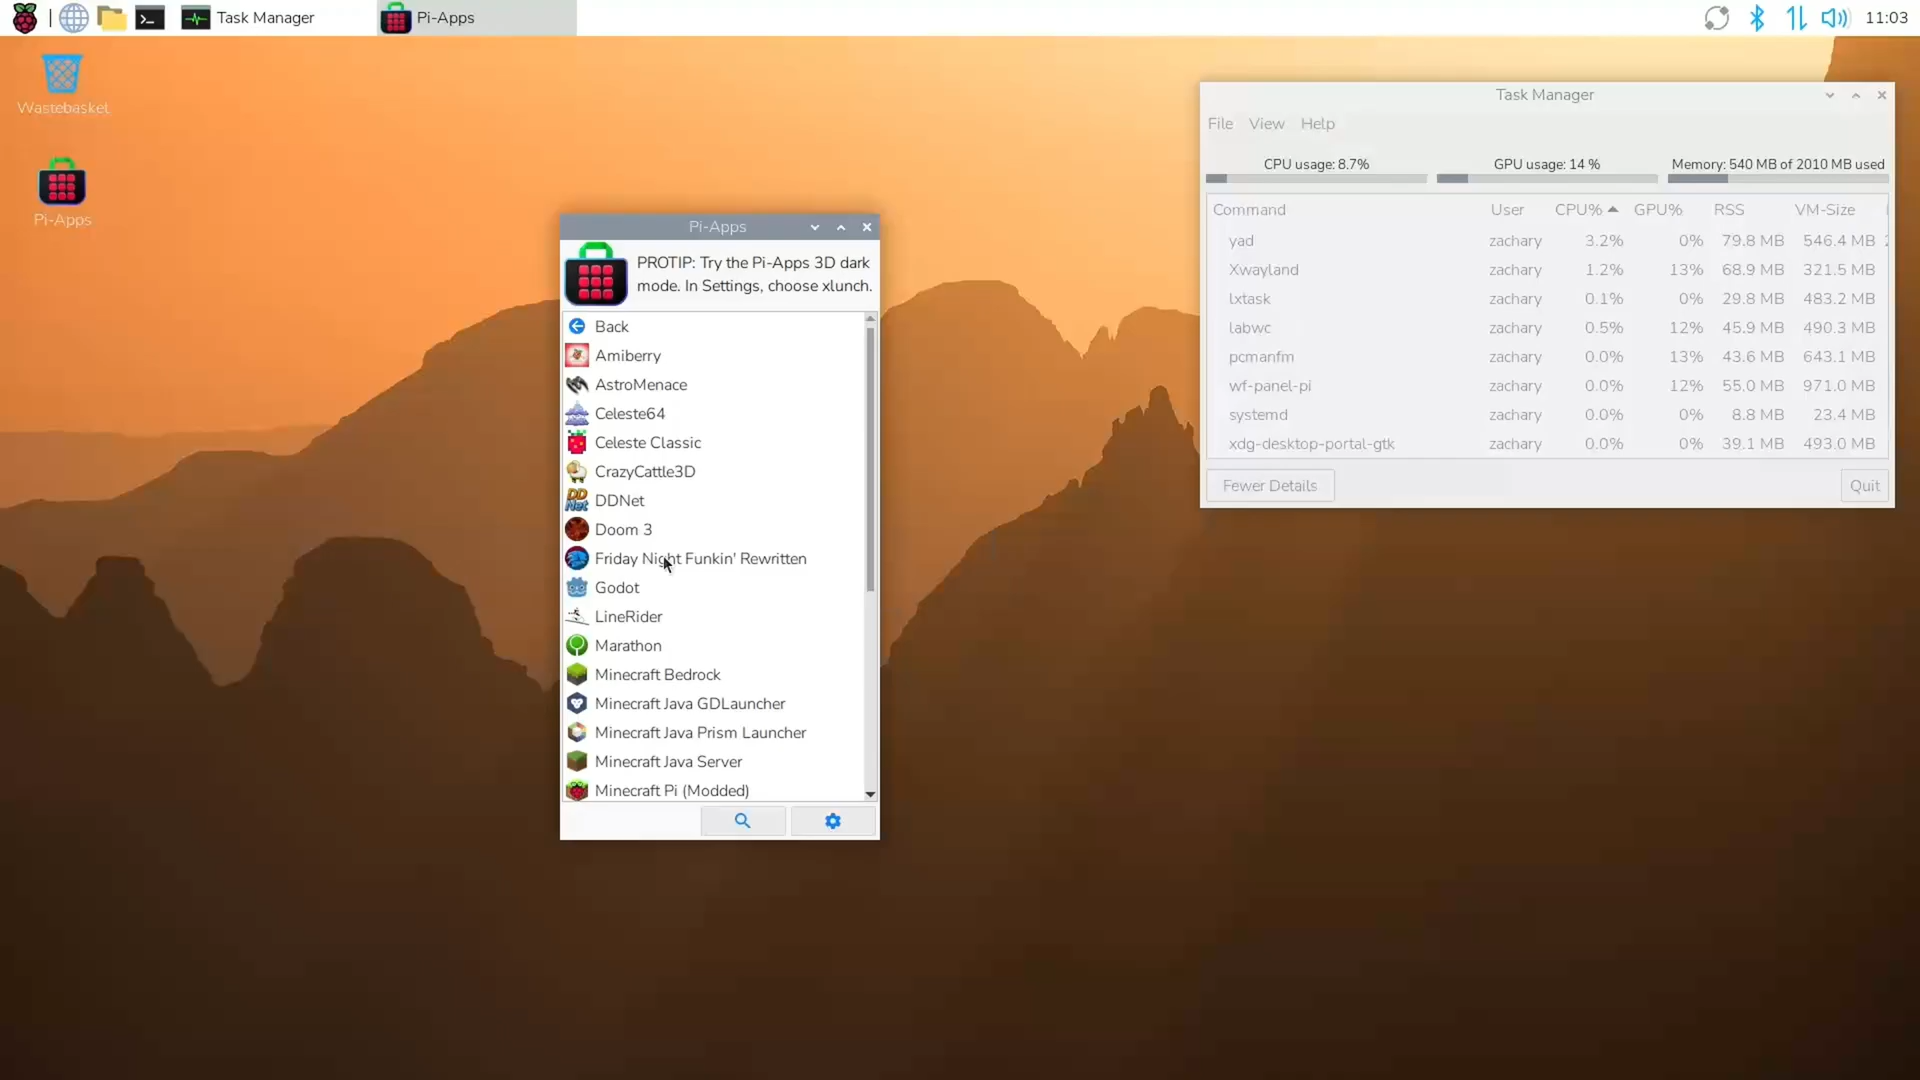 Task Manager
Pi-Apps
11:03
Wastebasket
Pi-Apps
Pi-Apps
PROTIP: Try the Pi-Apps 3D dark
mode. In Settings, choose xlunch.
Back
Amiberry
AstroMenace
Celeste64
Celeste Classic
CrazyCattle3D
DDNet
Doom 3
Friday Night Funkin' Rewritten
Godot
LineRider
Marathon
Minecraft Bedrock
Minecraft Java GDLauncher
Minecraft Java Prism Launcher
Minecraft Java Server
Minecraft Pi (Modded)
Task Manager
File View Help
CPU usage: 8.7% GPU usage: 14 % Memory: 540 MB of 2010 MB used
Command User CPU% GPU% RSS VM-Size
yad zachary 3.2% 0% 79.8 MB 546.4 MB
Xwayland zachary 1.2% 13% 68.9 MB 321.5 MB
lxtask zachary 0.1% 0% 29.8 MB 483.2 MB
labwc zachary 0.5% 12% 45.9 MB 490.3 MB
pcmanfm zachary 0.0% 13% 43.6 MB 643.1 MB
wf-panel-pi zachary 0.0% 12% 55.0 MB 971.0 MB
systemd zachary 0.0% 0% 8.8 MB 23.4 MB
xdg-desktop-portal-gtk zachary 0.0% 0% 39.1 MB 493.0 MB
Fewer Details Quit